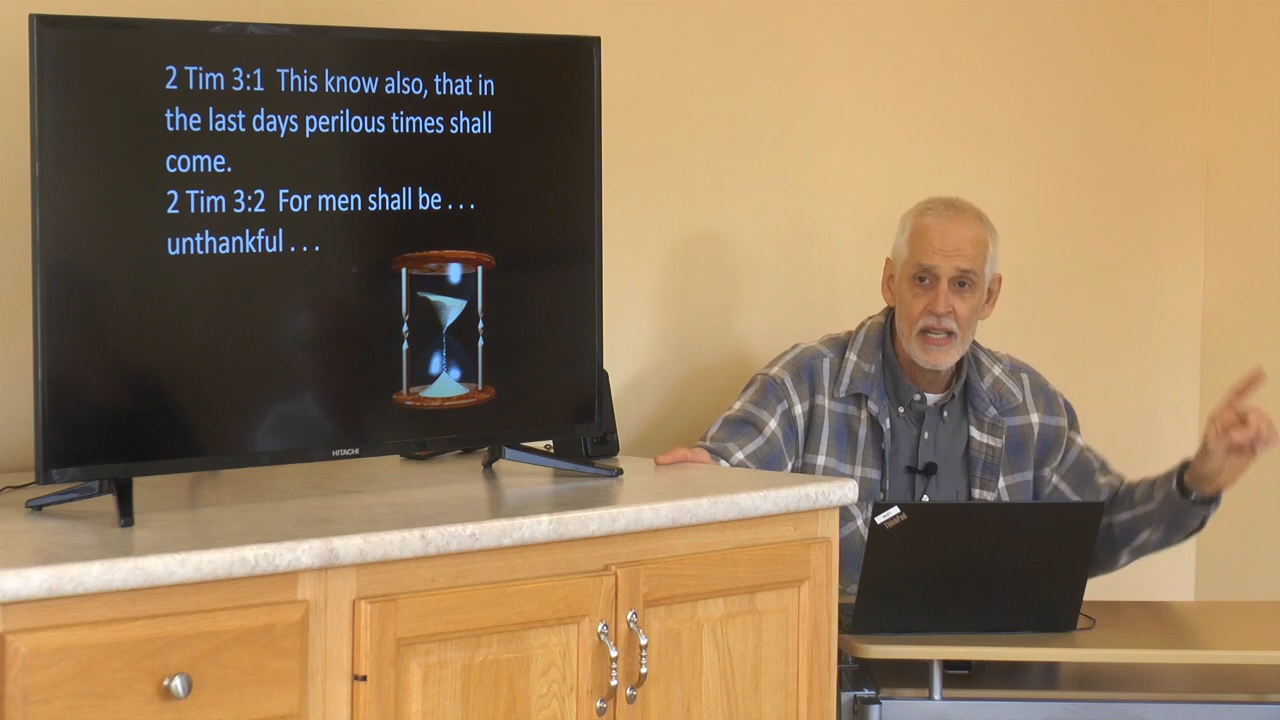 2 Tim 3:1 This know also, that in
the last days perilous times shall
come.
2 Tim 3:2 For men shall be . . .
unthankful . . .
HITACHI
ThinkPad